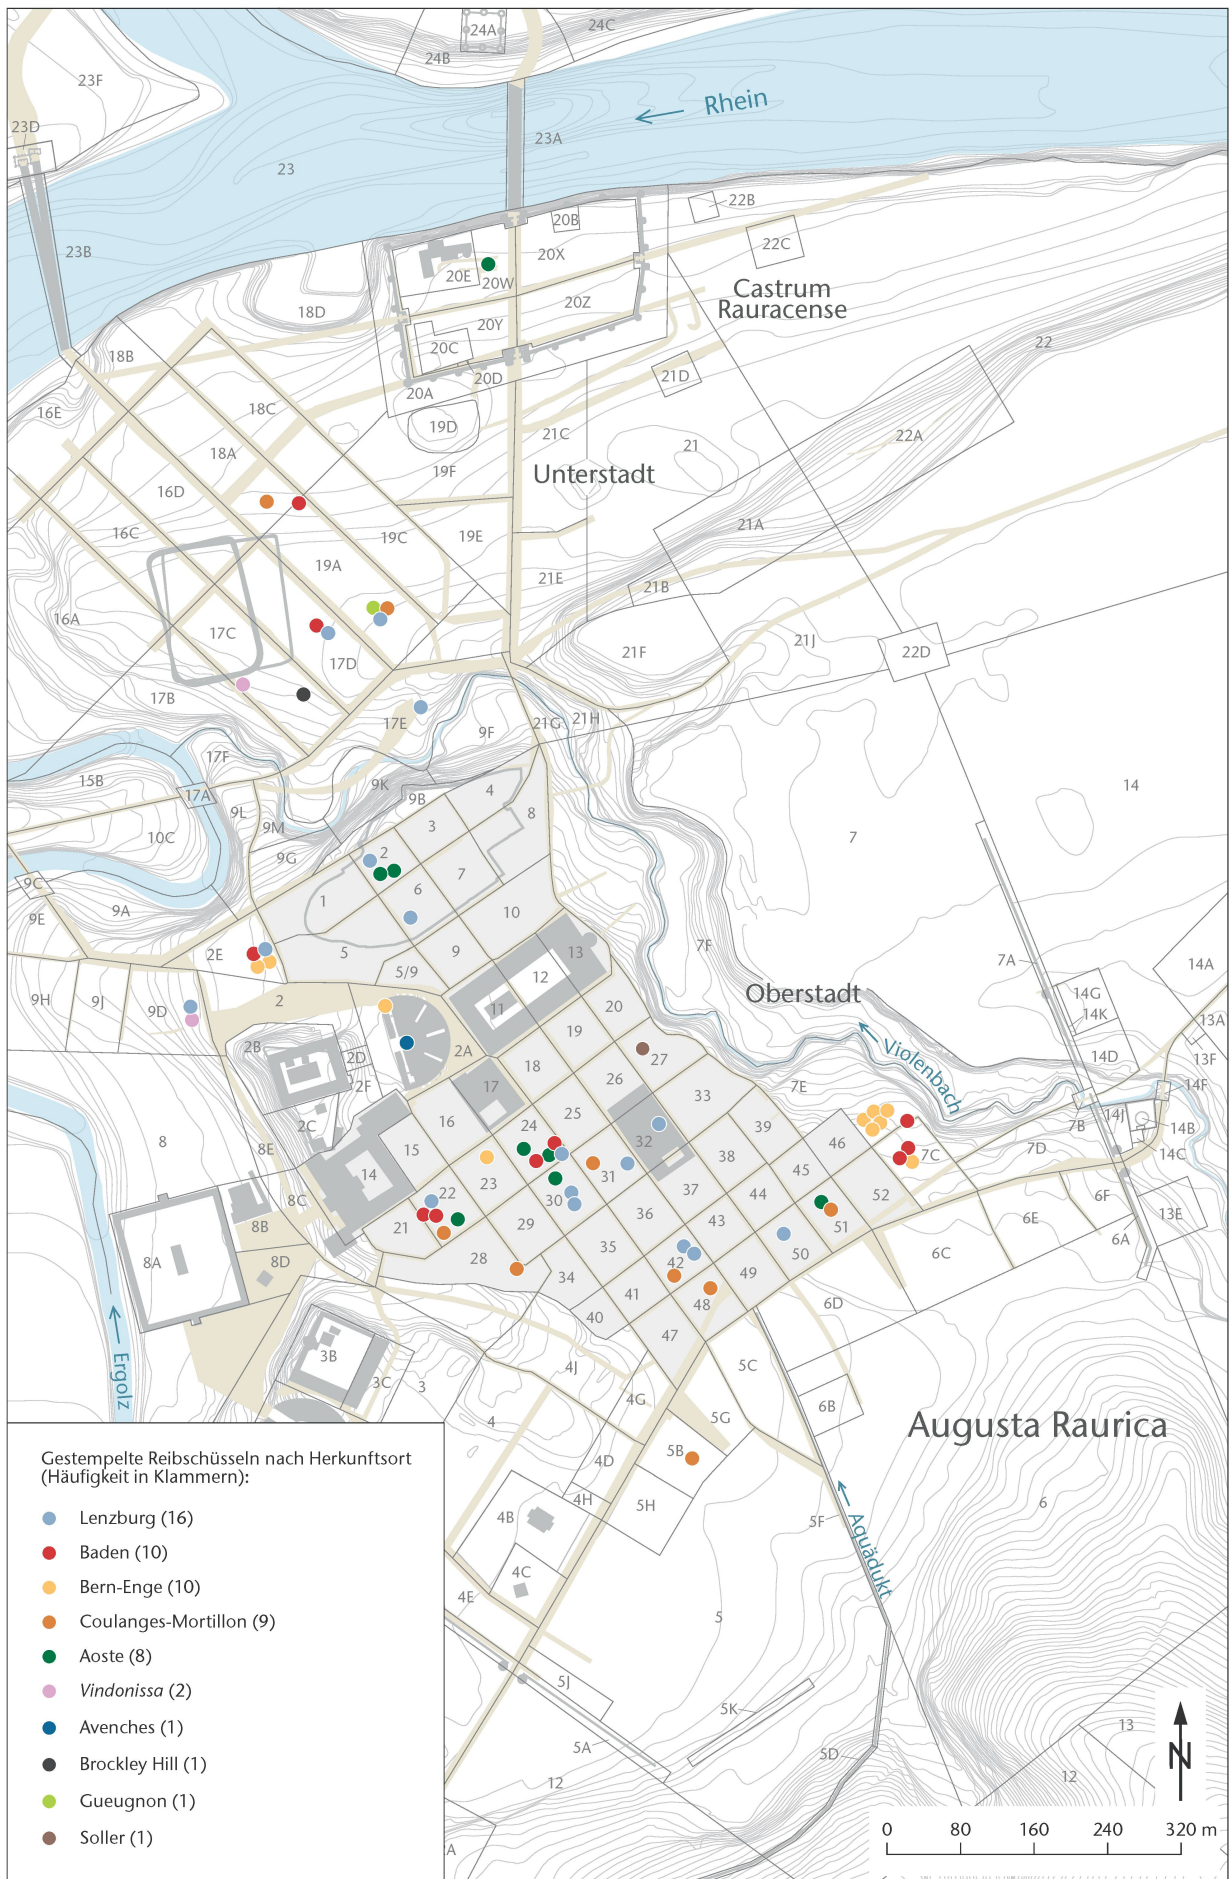 24A
24C
24B
23F
Rhein
23D
23A
23
22B
20B
22C
23B
20X
20E
20W
Castrum
Rauracense
18D
20Z
20Y
22
18B
20C
21D
20D
20A
16E
18C
19D
21C
22A
21
18A
19F
Unterstadt
16D
21A
16C
19C
19E
19A
21E
21B
16A
17C
21J
21F
22D
17D
17B
17E
21G
21H
9F
17F
15B
17A
9K
4
14
9B
9L
9M
3
8
10C
7
9G
2
9C
7
6
9A
1
9E
10
7F
2E
5
9
13
5/9
12
7A
14A
9H
9J
9D
2
11
Oberstadt
14G
20
14K
13A
2B
2D
2A
19
27
Violenbach
14D
13F
2F
18
17
26
7E
14F
33
2C
16
25
24
39
14J
8
8E
15
32
46
7B
14B
7D
14C
14
31
38
7C
23
45
22
30
37
44
52
6F
8C
21
29
36
43
51
6E
13E
8B
6A
8A
8D
28
35
42
50
6C
34
49
41
48
6D
40
47
3B
4J
5C
Ergolz
3C
3
4G
6B
4
5G
Augusta Raurica
5B
4D
Gestempelte Reibschüsseln nach Herkunftsort
(Häufigkeit in Klammern):
4H
5H
6
4B
5F
Aquädukt
Lenzburg (16)
Baden (10)
4C
Bern-Enge (10)
4E
5
Coulanges-Mortillon (9)
Aoste (8)
5J
Vindonissa (2)
5K
Avenches (1)
5A
13
N
5D
Brockley Hill (1)
12
12
Gueugnon (1)
0 80 160 240 320 m
Soller (1)